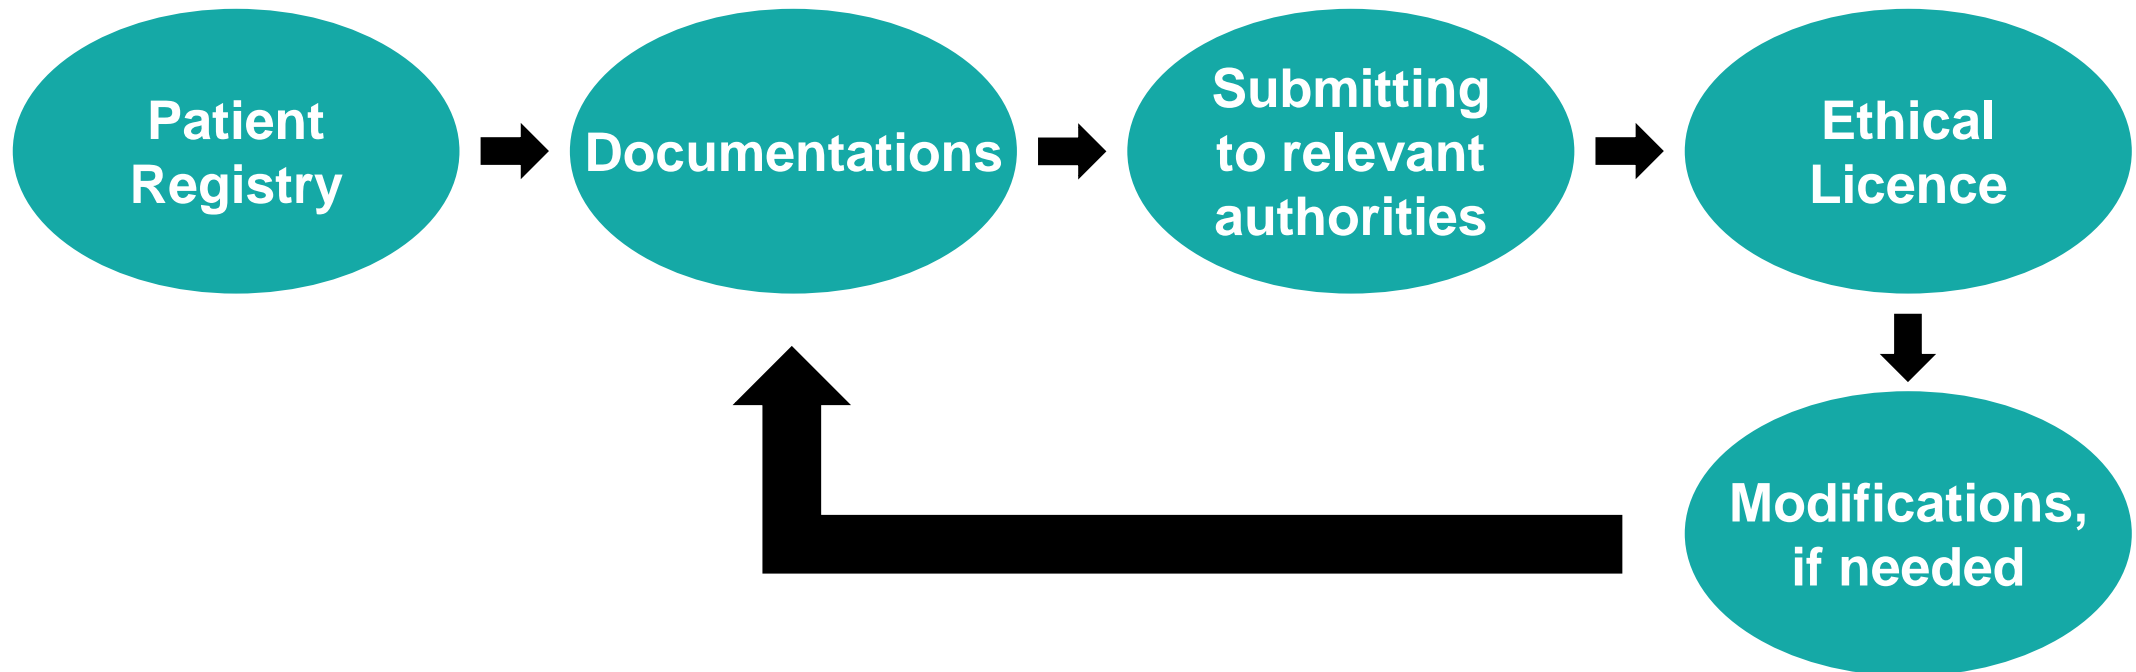 Patient
Registry
Documentations
Submitting
to relevant
authorities
Ethical
Licence
Modifications,
if needed